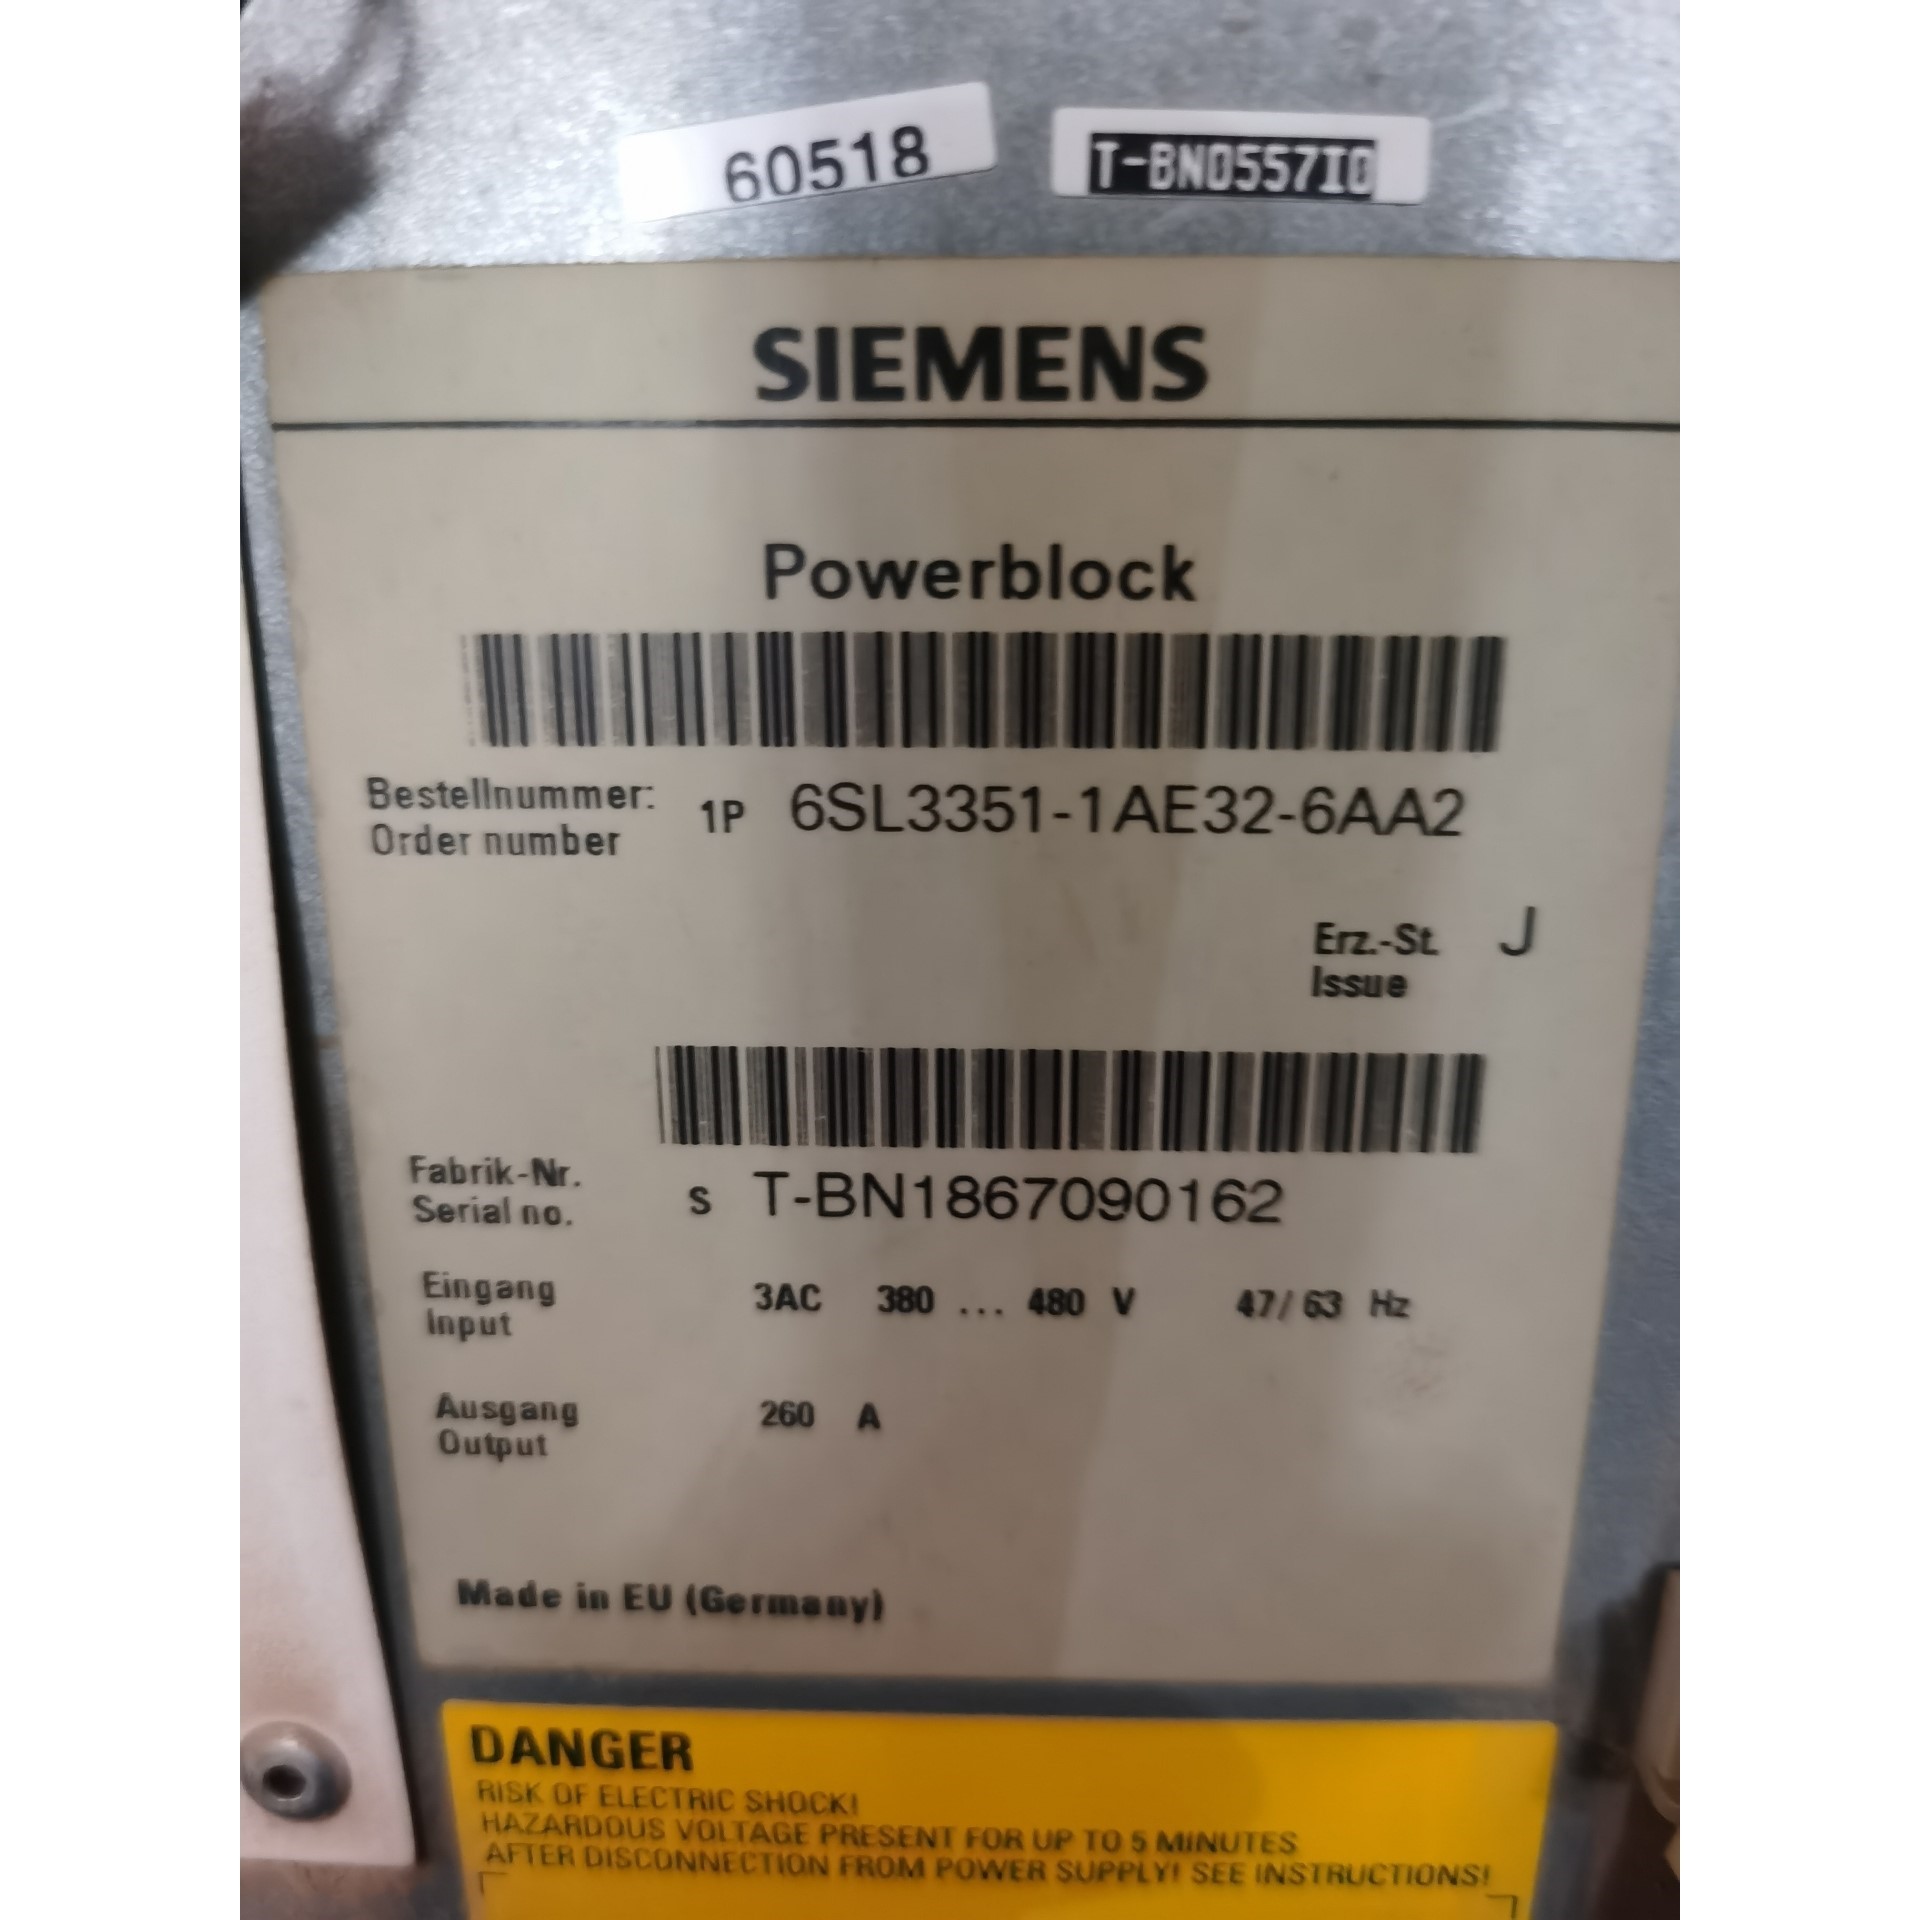 60518
T-BN0557I0
SIEMENS
Powerblock
Bestellnummer: 1P 6SL3351-1AE32-6AA2
Order number
Erz.-St. J
Issue
Fabrik-Nr.
Serial no. S T-BN1867090162
Eingang 3AC 380 ... 480 V 47/ 63 Hz
Input
Ausgang 260 A
Output
Made in EU (Germany)
DANGER
RISK OF ELECTRIC SHOCK!
HAZARDOUS VOLTAGE PRESENT FOR UP TO 5 MINUTES
AFTER DISCONNECTION FROM POWER SUPPLY! SEE INSTRUCTIONS!